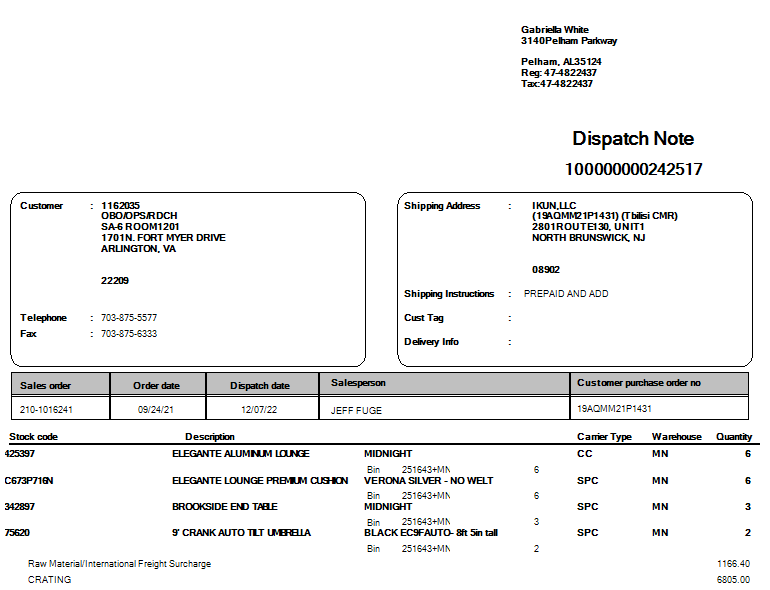 Gabriella White
3140Pelham Parkway
Pelham, AL35124
Reg: 47-4822437
Tax:47-4822437
Dispatch Note
100000000242517
Customer : 1162035
OBO/OPS/RDCH
SA-6 ROOM1201
1701N. FORT MYER DRIVE
ARLINGTON, VA
22209
Telephone : 703-875-5577
Fax : 703-875-6333
Shipping Address : IKUN,LLC
(19AQMM21P1431) (Tbilisi CMR)
2801ROUTE130, UNIT1
NORTH BRUNSWICK, NJ
08902
Shipping Instructions : PREPAID AND ADD
Cust Tag :
Delivery Info :
Sales order Order date Dispatch date Salesperson Customer purchase order no
210-1016241 09/24/21 12/07/22 JEFF FUGE 19AQMM21P1431
Stock code Description Carrier Type Warehouse Quantity
425397 ELEGANTE ALUMINUM LOUNGE MIDNIGHT CC MN 6
Bin 251643+MN 6
C673P716N ELEGANTE LOUNGE PREMIUM CUSHION VERONA SILVER - NO WELT SPC MN 6
Bin 251643+MN 6
342897 BROOKSIDE END TABLE MIDNIGHT SPC MN 3
Bin 251643+MN 3
75620 9' CRANK AUTO TILT UMBRELLA BLACK EC9FAUTO- 8ft 5in tall SPC MN 2
Bin 251643+MN 2
Raw Material/International Freight Surcharge 1166.40
CRATING 6805.00